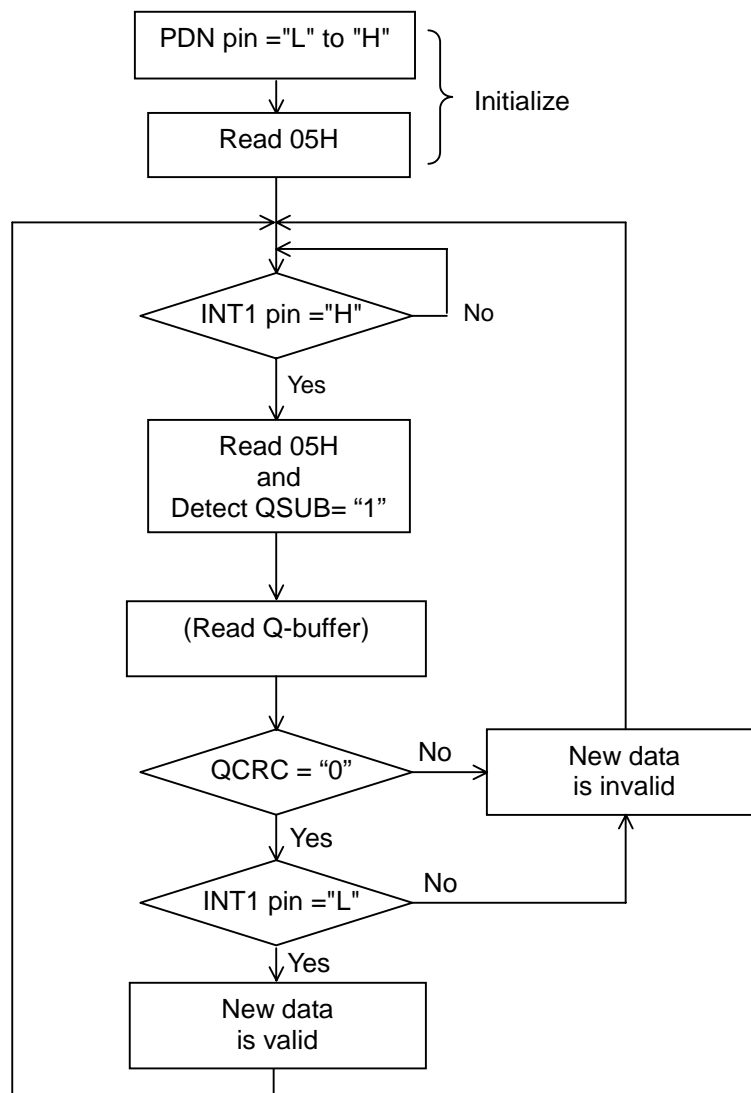 PDN pin ="L" to "H"
Initialize
Read 05H
INT1 pin ="H"
No
Yes
Read 05H
and
Detect QSUB= “1”
(Read Q-buffer)
QCRC = “0”
No
New data
is invalid
Yes
INT1 pin ="L"
No
Yes
New data
is valid